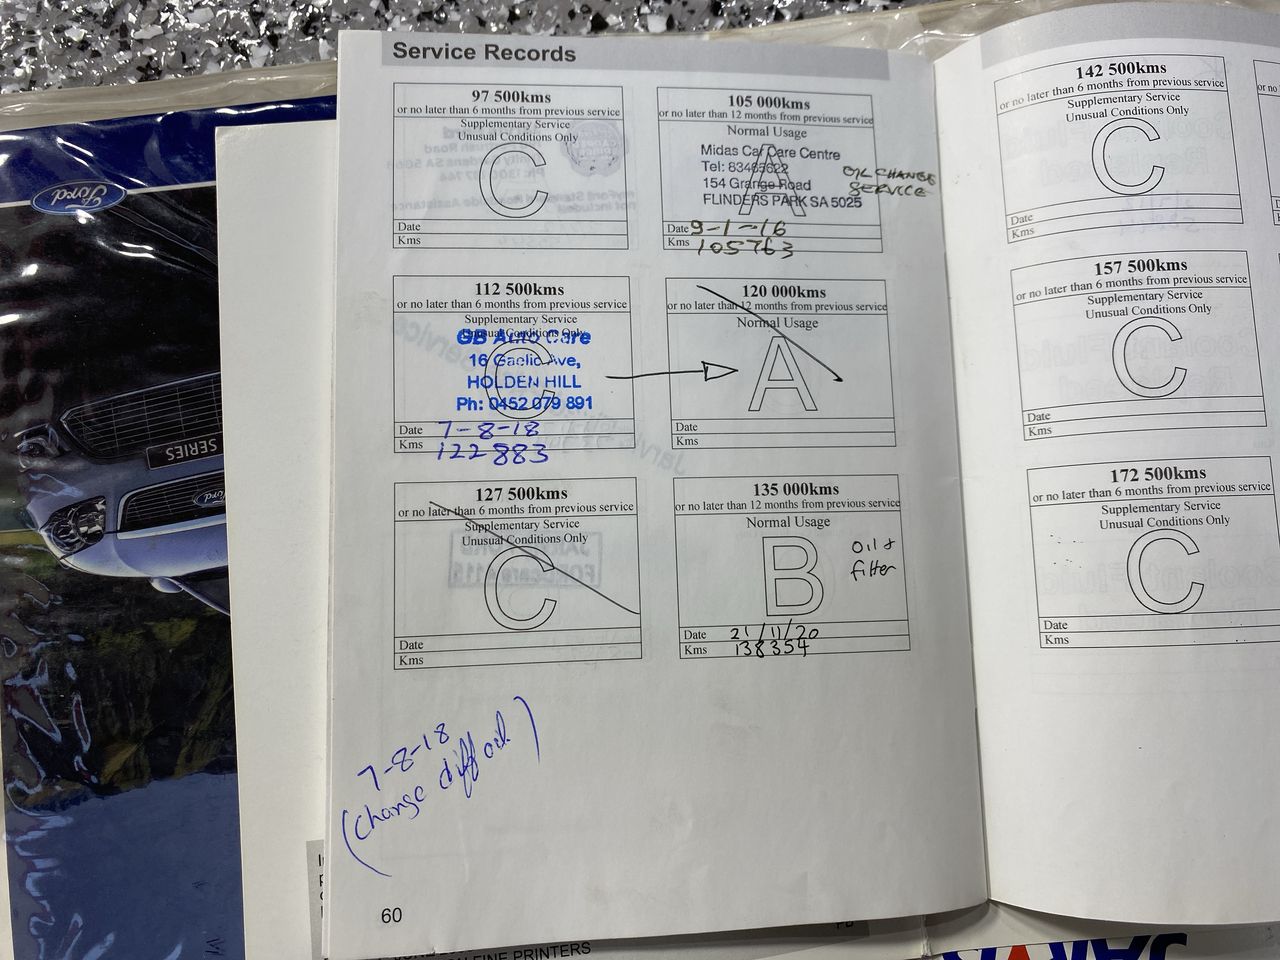 Service Records
97 500kms
or no later than 6 months from previous service
Supplementary Service
Unusual Conditions Only
C
Date
Kms
105 000kms
or no later than 12 months from previous service
Normal Usage
A
Midas Car Care Centre
Tel: 83465622
154 Grange Road
FLINDERS PARK SA 5025
OIL CHANGE
SERVICE
Date 9-1-16
Kms 105763
112 500kms
or no later than 6 months from previous service
Supplementary Service
Unusual Conditions Only
C
GB Auto Care
16 Gaelic Ave,
HOLDEN HILL
Ph: 0452 079 891
Date 7-8-18
Kms 122 883
120 000kms
or no later than 12 months from previous service
Normal Usage
A
Date
Kms
127 500kms
or no later than 6 months from previous service
Supplementary Service
Unusual Conditions Only
C
Date
Kms
135 000kms
or no later than 12 months from previous service
Normal Usage
B
Oil &
filter
Date 21/11/20
Kms 138354
7-8-18
(change diff oil)
60
142 500kms
or no later than 6 months from previous service
Supplementary Service
Unusual Conditions Only
C
Date
Kms
157 500kms
or no later than 6 months from previous service
Supplementary Service
Unusual Conditions Only
C
Date
Kms
172 500kms
or no later than 6 months from previous service
Supplementary Service
Unusual Conditions Only
C
Date
Kms
Ford
SERIES
Ford
FINE PRINTERS